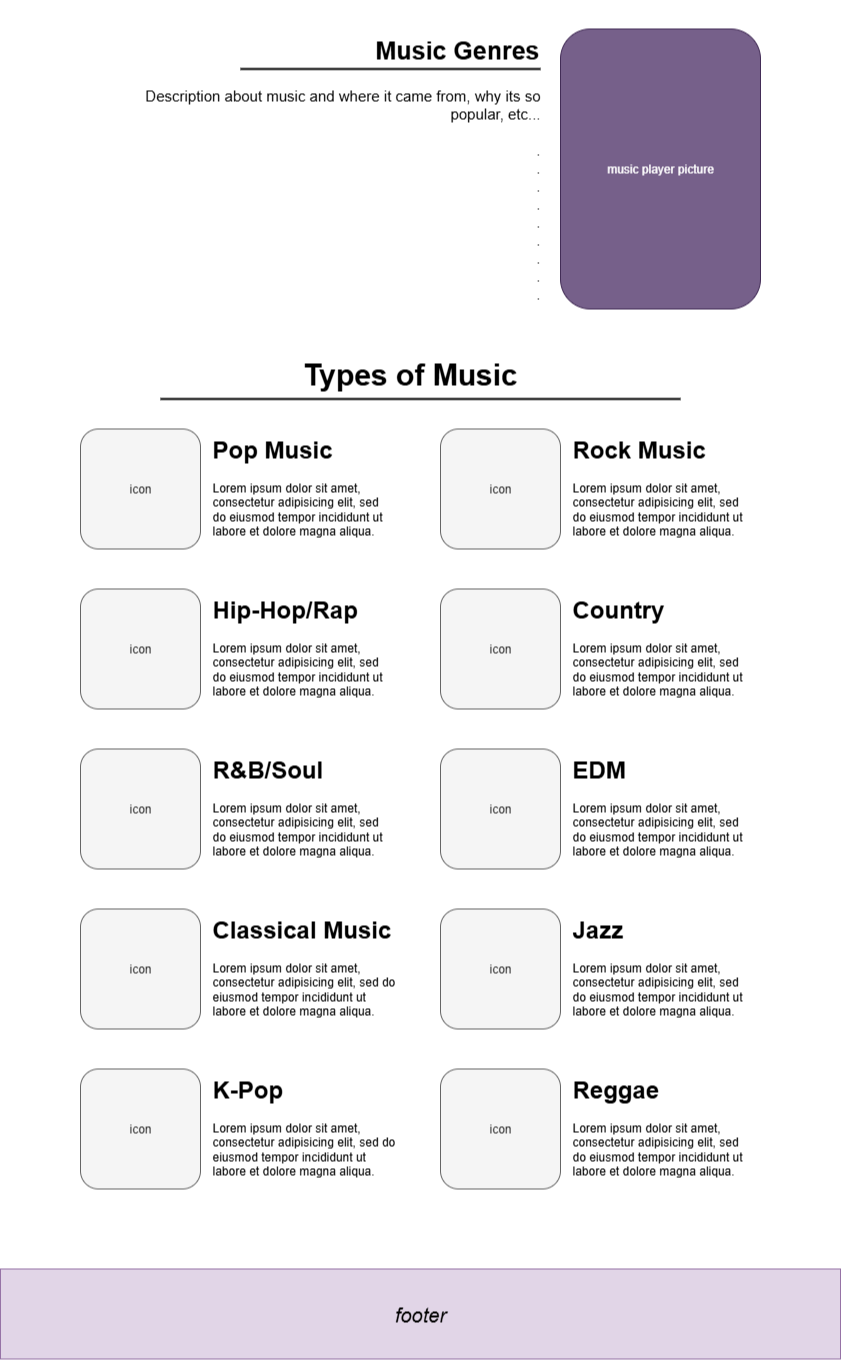 Music Genres
Description about music and where it came from, why its so
popular, etc...
.
.
.
.
.
.
.
.
.
music player picture
Types of Music
icon
Pop Music
Lorem ipsum dolor sit amet,
consectetur adipisicing elit, sed
do eiusmod tempor incididunt ut
labore et dolore magna aliqua.
icon
Rock Music
Lorem ipsum dolor sit amet,
consectetur adipisicing elit, sed
do eiusmod tempor incididunt ut
labore et dolore magna aliqua.
icon
Hip-Hop/Rap
Lorem ipsum dolor sit amet,
consectetur adipisicing elit, sed
do eiusmod tempor incididunt ut
labore et dolore magna aliqua.
icon
Country
Lorem ipsum dolor sit amet,
consectetur adipisicing elit, sed
do eiusmod tempor incididunt ut
labore et dolore magna aliqua.
icon
R&B/Soul
Lorem ipsum dolor sit amet,
consectetur adipisicing elit, sed
do eiusmod tempor incididunt ut
labore et dolore magna aliqua.
icon
EDM
Lorem ipsum dolor sit amet,
consectetur adipisicing elit, sed
do eiusmod tempor incididunt ut
labore et dolore magna aliqua.
icon
Classical Music
Lorem ipsum dolor sit amet,
consectetur adipisicing elit, sed do
eiusmod tempor incididunt ut
labore et dolore magna aliqua.
icon
Jazz
Lorem ipsum dolor sit amet,
consectetur adipisicing elit, sed
do eiusmod tempor incididunt ut
labore et dolore magna aliqua.
icon
K-Pop
Lorem ipsum dolor sit amet,
consectetur adipisicing elit, sed do
eiusmod tempor incididunt ut
labore et dolore magna aliqua.
icon
Reggae
Lorem ipsum dolor sit amet,
consectetur adipisicing elit, sed
do eiusmod tempor incididunt ut
labore et dolore magna aliqua.
footer